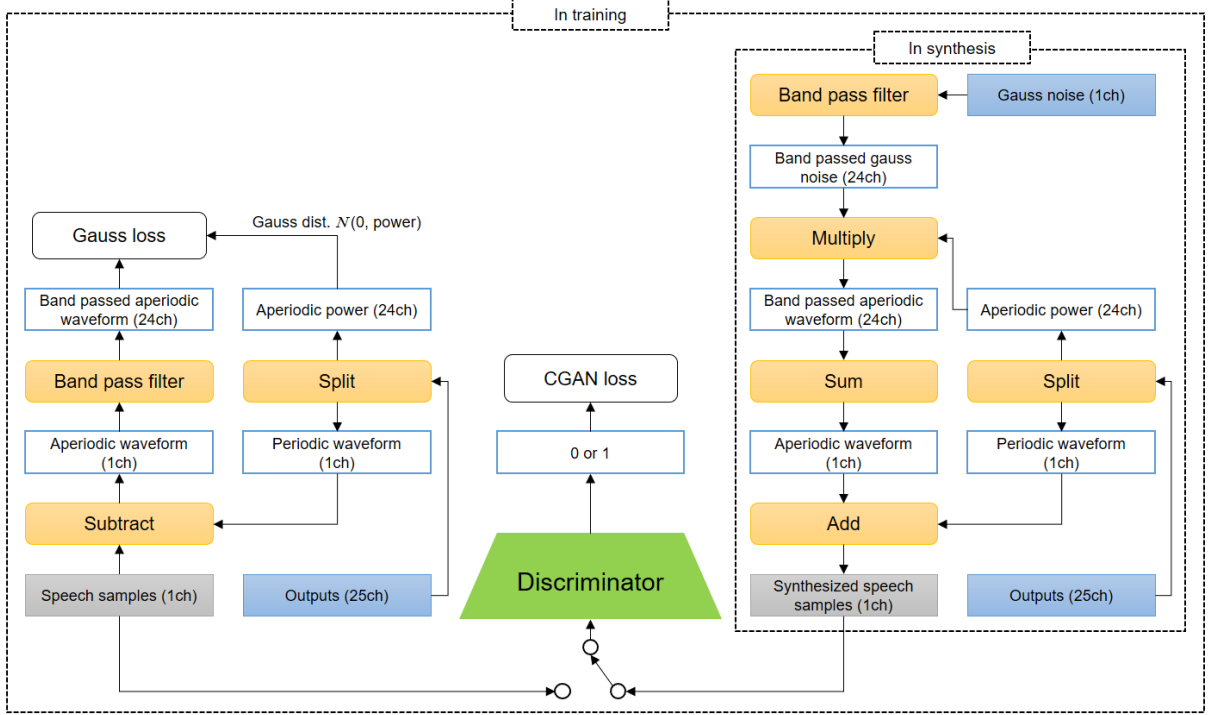 In training
In synthesis
Band pass filter
Gauss noise (1ch)
Band passed gauss
noise (24ch)
Multiply
Band passed aperiodic
waveform (24ch)
Aperiodic power (24ch)
Sum
Split
Aperiodic waveform
(1ch)
Periodic waveform
(1ch)
Add
Synthesized speech
samples (1ch)
Outputs (25ch)
Gauss loss
Gauss dist. N(0, power)
Band passed aperiodic
waveform (24ch)
Aperiodic power (24ch)
Band pass filter
Split
Aperiodic waveform
(1ch)
Periodic waveform
(1ch)
Subtract
Speech samples (1ch)
Outputs (25ch)
CGAN loss
0 or 1
Discriminator